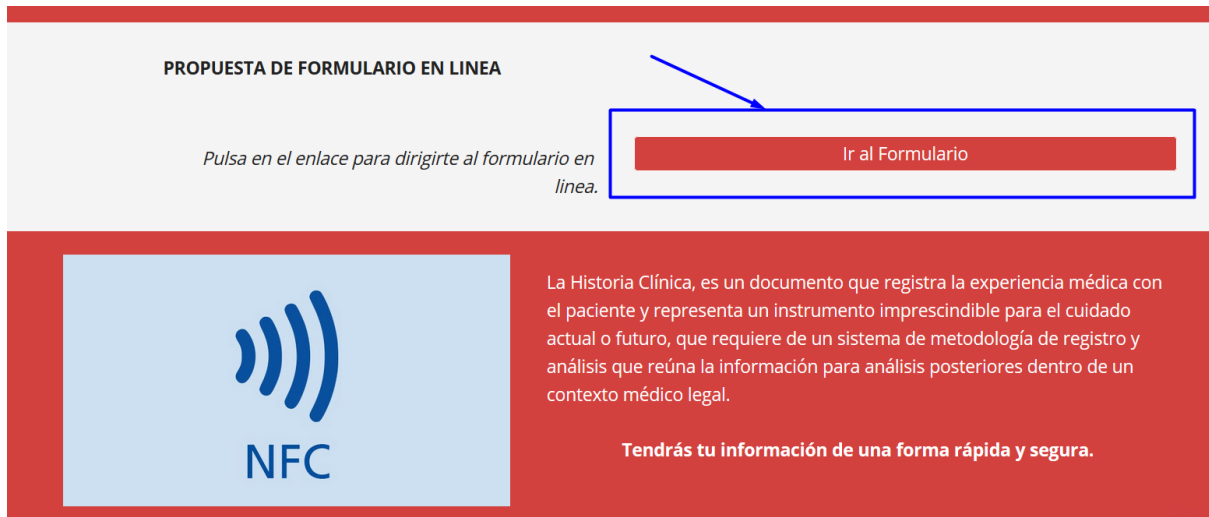 PROPUESTA DE FORMULARIO EN LINEA
Pulsa en el enlace para dirigirte al formulario en
linea.
Ir al Formulario
NFC
La Historia Clínica, es un documento que registra la experiencia médica con
el paciente y representa un instrumento imprescindible para el cuidado
actual o futuro, que requiere de un sistema de metodología de registro y
análisis que reúna la información para análisis posteriores dentro de un
contexto médico legal.
Tendrás tu información de una forma rápida y segura.